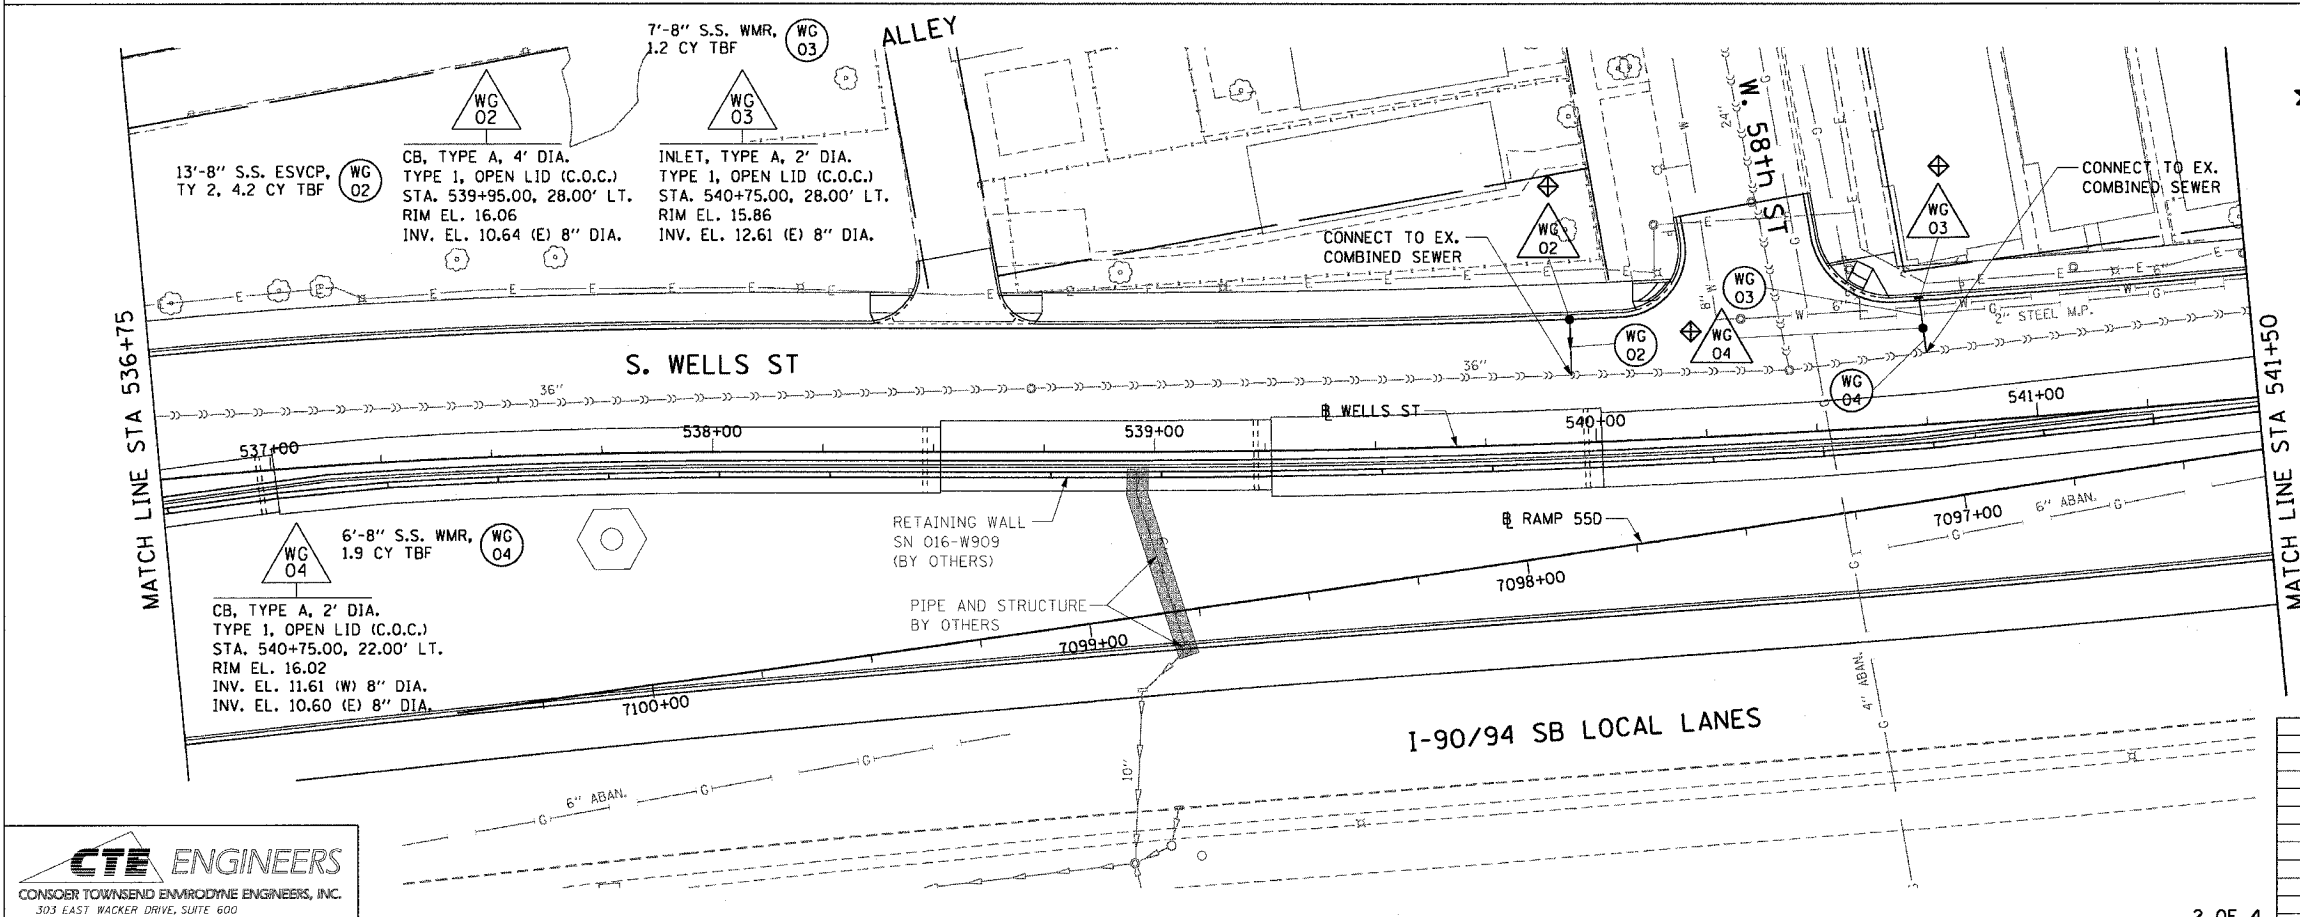 ALLEY
7'-8" S.S. WMR,
1.2 CY TBF
WG
03
WG
02
WG
03
13'-8" S.S. ESVCP,
TY 2, 4.2 CY TBF
WG
02
CB, TYPE A, 4' DIA.
TYPE 1, OPEN LID (C.O.C.)
STA. 539+95.00, 28.00' LT.
RIM EL. 16.06
INV. EL. 10.64 (E) 8" DIA.
INLET, TYPE A, 2' DIA.
TYPE 1, OPEN LID (C.O.C.)
STA. 540+75.00, 28.00' LT.
RIM EL. 15.86
INV. EL. 12.61 (E) 8" DIA.
W. 58th ST
24"
CONNECT TO EX.
COMBINED SEWER
WG
02
WG
03
CONNECT TO EX.
COMBINED SEWER
WG
03
WG
04
WG
02
WG
04
8" W
6"
6"
2" STEEL M.P.
MATCH LINE STA 536+75
S. WELLS ST
36"
36"
MATCH LINE STA 541+50
℄ WELLS ST
537+00
538+00
539+00
540+00
541+00
RETAINING WALL
SN 016-W909
(BY OTHERS)
PIPE AND STRUCTURE
BY OTHERS
℄ RAMP 55D
6" ABAN.
7097+00
7098+00
7099+00
7100+00
WG
04
6'-8" S.S. WMR,
1.9 CY TBF
WG
04
CB, TYPE A, 2' DIA.
TYPE 1, OPEN LID (C.O.C.)
STA. 540+75.00, 22.00' LT.
RIM EL. 16.02
INV. EL. 11.61 (W) 8" DIA.
INV. EL. 10.60 (E) 8" DIA.
4" ABAN.
I-90/94 SB LOCAL LANES
10"
6" ABAN.
CTE ENGINEERS
CONSOER TOWNSEND ENVIRODYNE ENGINEERS, INC.
303 EAST WACKER DRIVE, SUITE 600
2 OF 4